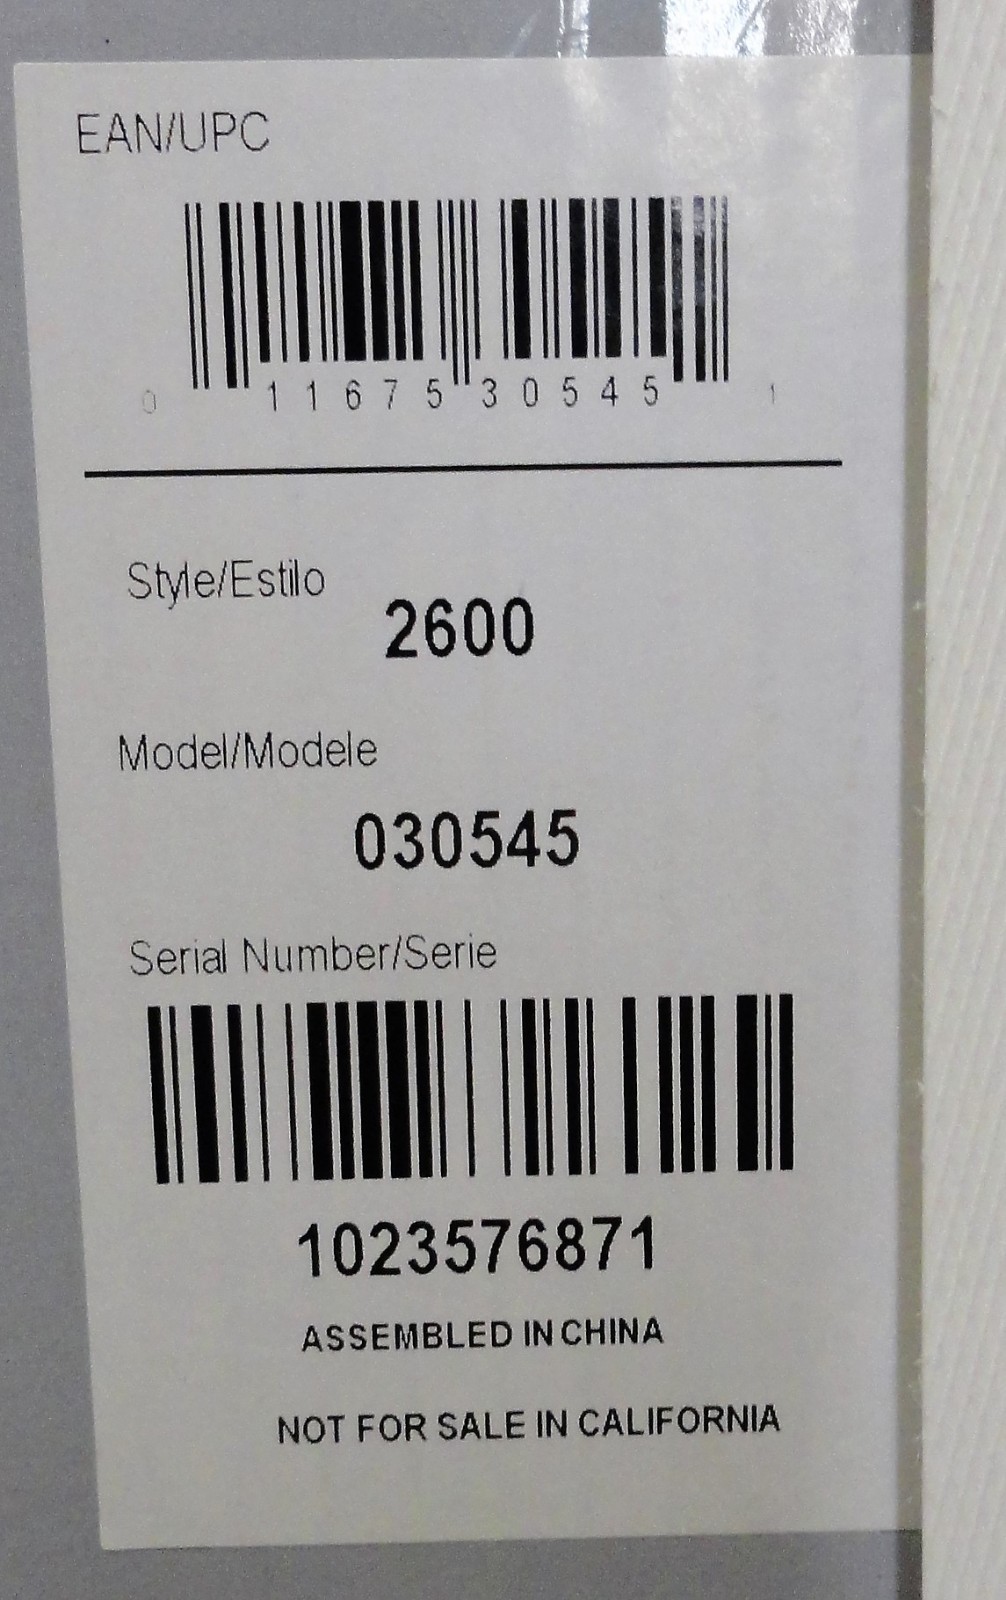 EAN/UPC
0 11675 30545 1
Style/Estilo
2600
Model/Modele
030545
Serial Number/Serie
1023576871
ASSEMBLED IN CHINA
NOT FOR SALE IN CALIFORNIA